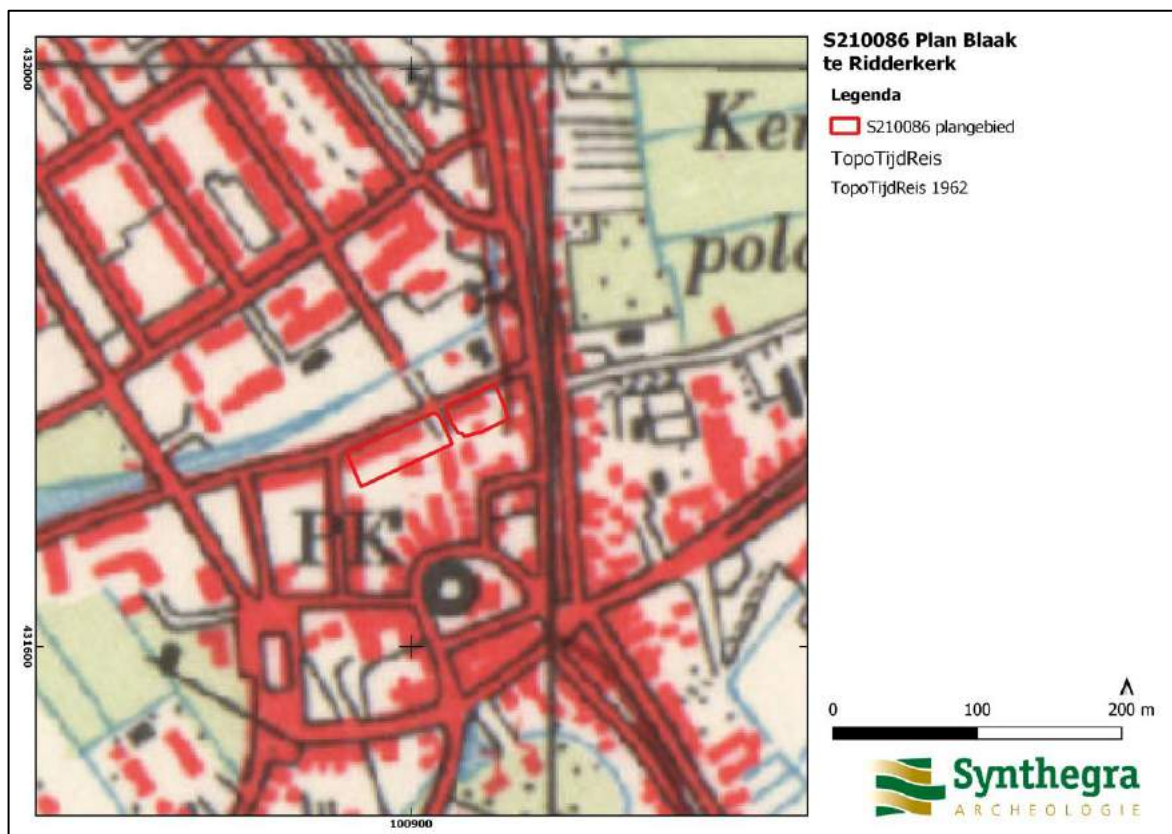 S210086 Plan Blaak
te Ridderkerk
Legenda
S210086 plangebied
TopoTijdReis
TopoTijdReis 1962
432000
431600
100900
Ker
polo
PK
0 100 200 m
Synthegra
ARCHEOLOGIE